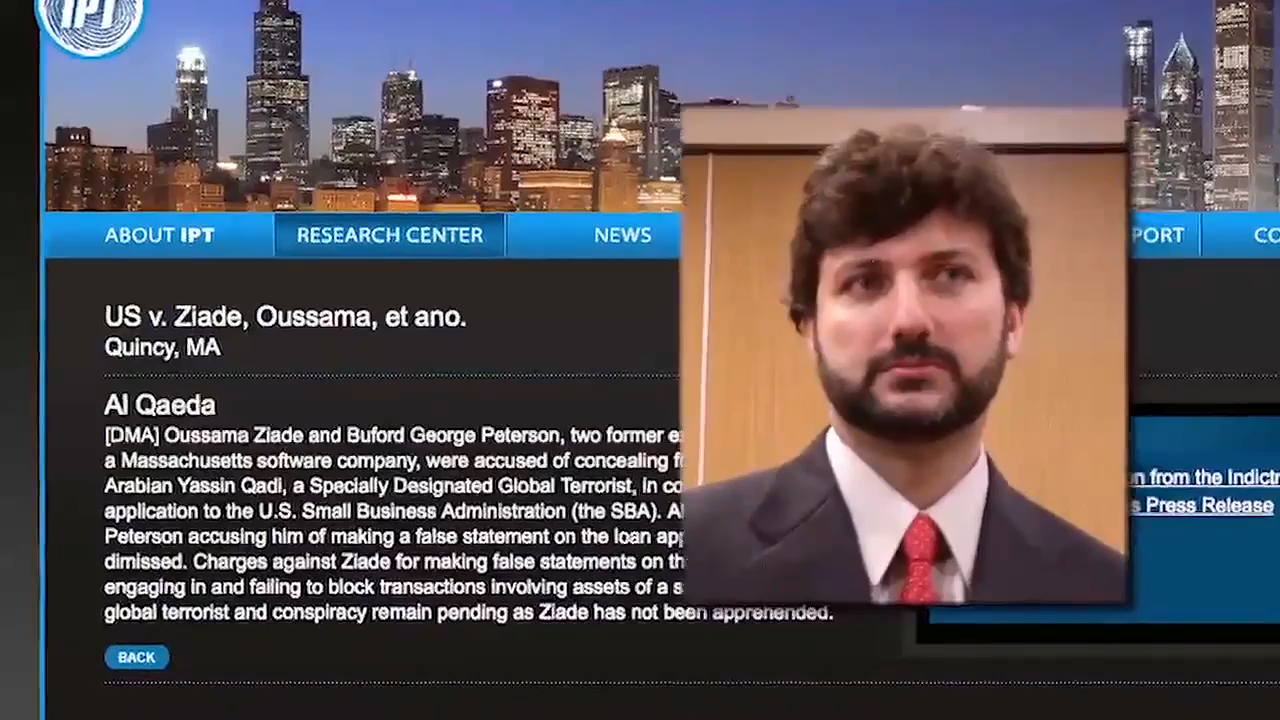 IPT
ABOUT IPT
RESEARCH CENTER
NEWS
PORT
CO
US v. Ziade, Oussama, et ano.
Quincy, MA
Al Qaeda
[DMA] Oussama Ziade and Buford George Peterson, two former e
a Massachusetts software company, were accused of concealing f
Arabian Yassin Qadi, a Specially Designated Global Terrorist, in co
application to the U.S. Small Business Administration (the SBA). A
Peterson accusing him of making a false statement on the loan app
dimissed. Charges against Ziade for making false statements on th
engaging in and failing to block transactions involving assets of a s
global terrorist and conspiracy remain pending as Ziade has not been apprehended.
n from the Indict
s Press Release
BACK